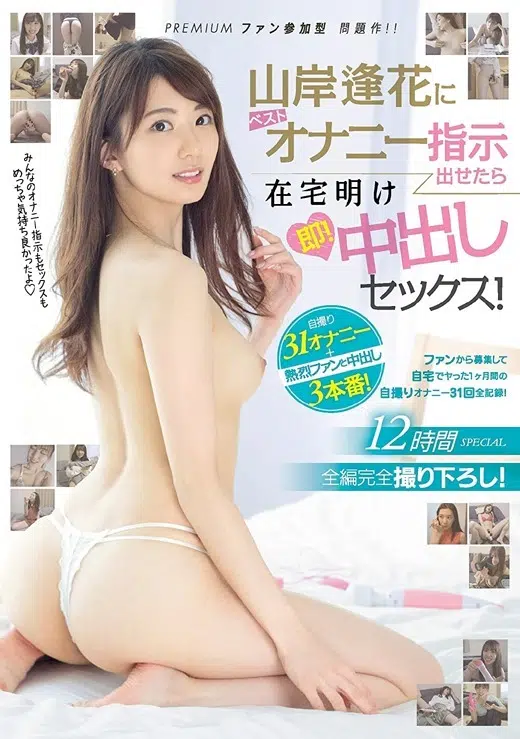 PREMIUM ファン参加型 問題作!!
山岸逢花に
ベスト
オナニー指示
出せたら
在宅明け
即!中出し
セックス!
みんなのオナニー指示もセックスも
めっちゃ気持ち良かったよ♡
自撮り
31オナニー
+
熱烈ファンと中出し
3本番!
ファンから募集して
自宅でヤった1ヶ月間の
自撮りオナニー31回全記録!
12時間 SPECIAL
全編完全撮り下ろし!